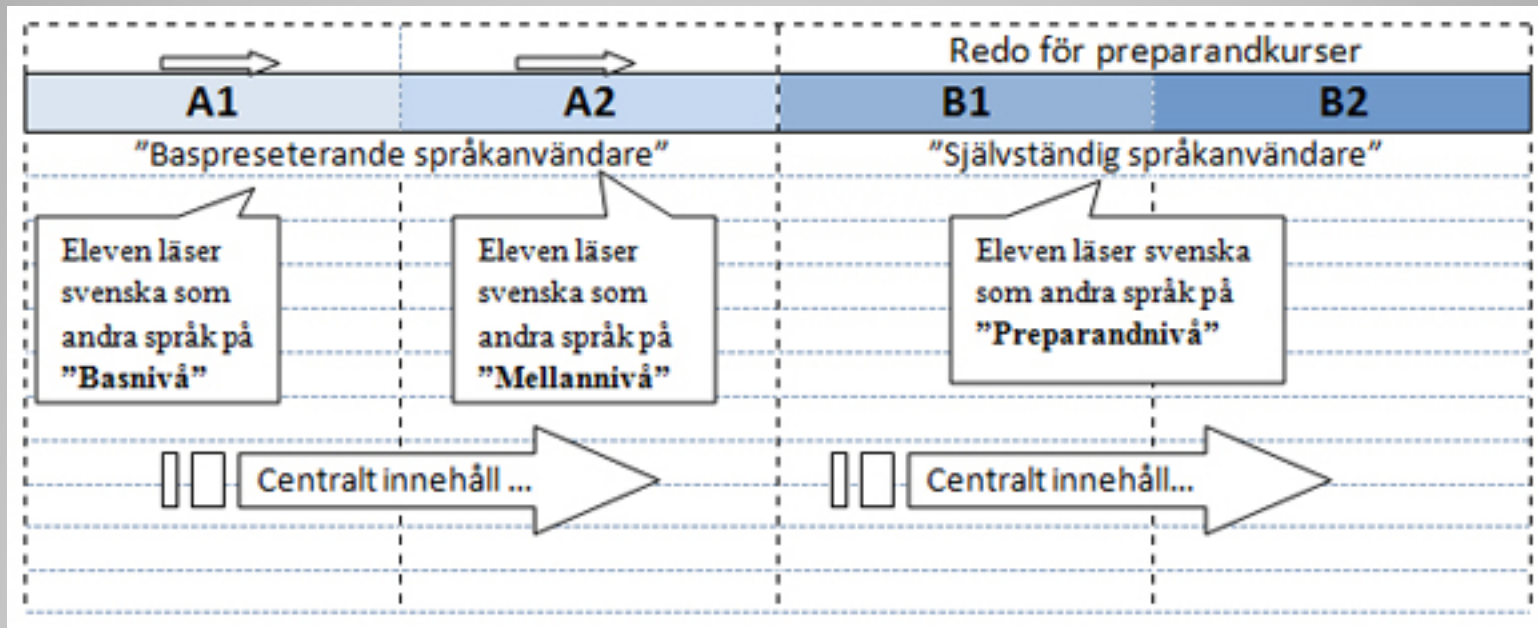 Redo för preparandkurser
A1
A2
B1
B2
”Baspreseterande språkanvändare”
”Självständig språkanvändare”
Eleven läser
svenska som
andra språk på
”Basnivå”
Eleven läser
svenska som
andra språk på
”Mellannivå”
Eleven läser svenska
som andra språk på
”Preparandnivå”
Centralt innehåll ...
Centralt innehåll...